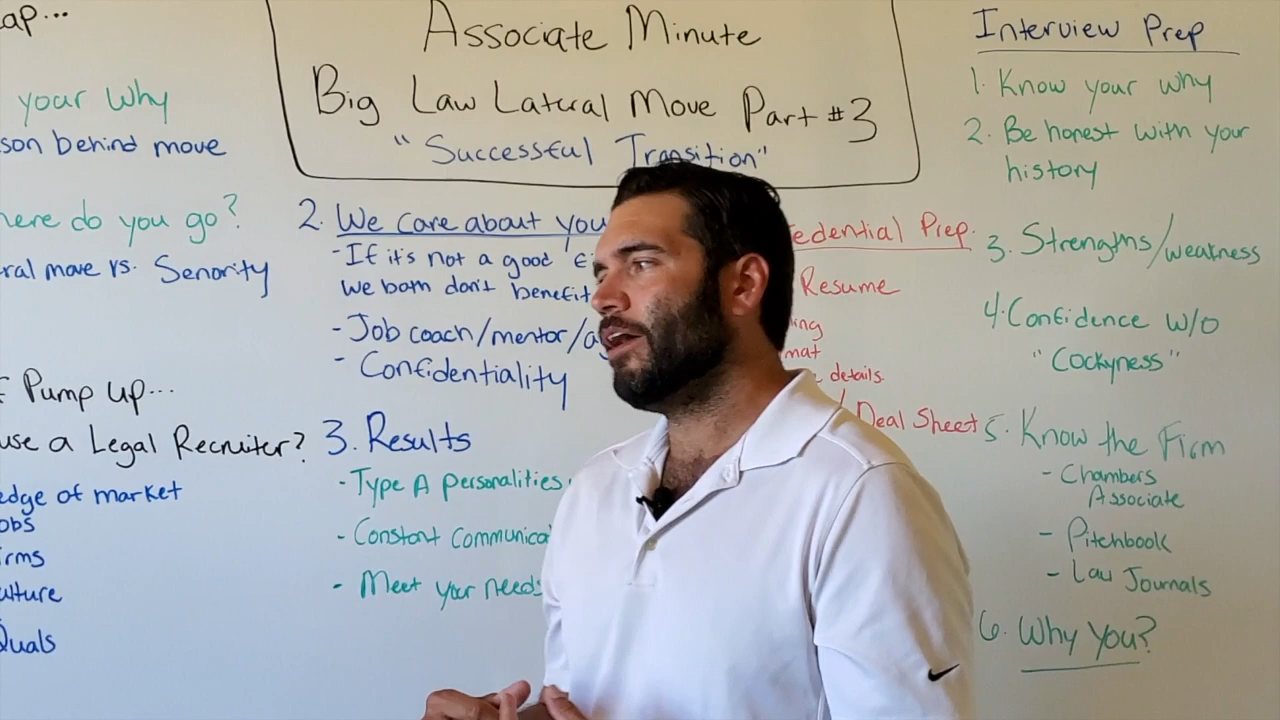 ap...
your Why
son behind move
here do you go?
ral move vs. Senority
Pump up...
use a Legal Recruiter?
edge of market
obs
irms
ulture
Quals
Associate Minute
Big Law Lateral Move Part #3
"Successful Transition"
2. We care about you
- If it's not a good
we both don't benefit
- Job coach/mentor/a
- Confidentiality
3. Results
- Type A personalities
- Constant Communica
- Meet your needs
edential Prep.
Resume
ing
mat
details.
/ Deal Sheet
Interview Prep
1. Know your why
2. Be honest with your
history
3. Strengths/weakness
4. Confidence w/o
"Cockyness"
5. Know the Firm
- Chambers
Associate
- Pitchbook
- Law Journals
6. Why You?